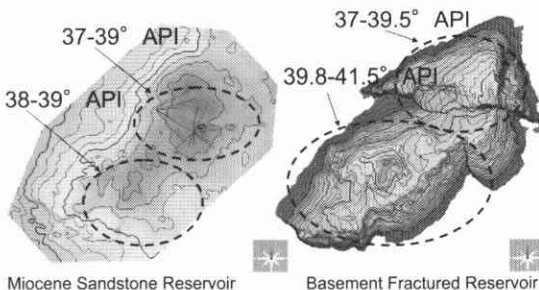 37-39° API
38-39° API
Miocene Sandstone Reservoir
37-39.5° API
39.8-41.5° API
Basement Fractured Reservoir